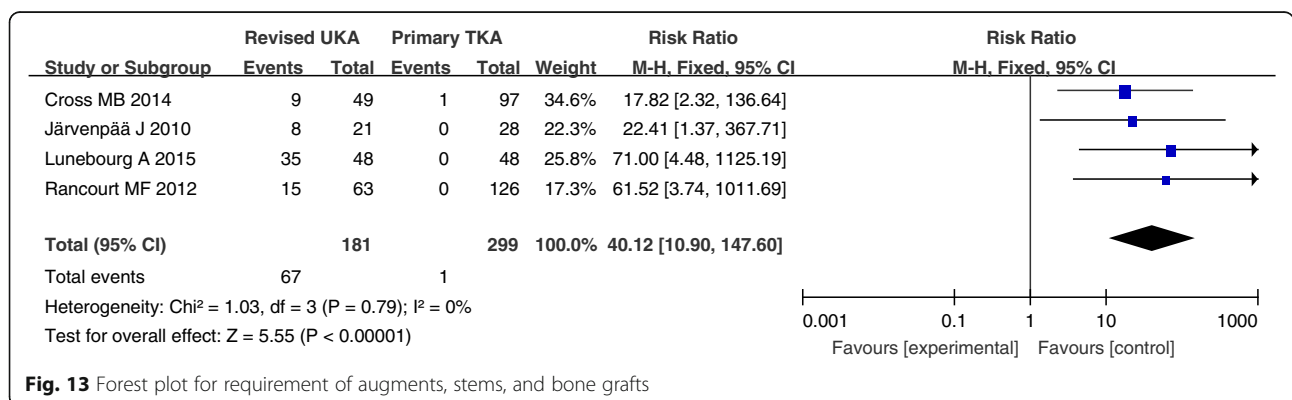 Revised UKA Primary TKA Risk Ratio Risk Ratio
Study or Subgroup Events Total Events Total Weight M-H, Fixed, 95% CI M-H, Fixed, 95% CI
Cross MB 2014 9 49 1 97 34.6% 17.82 [2.32, 136.64]
Järvenpää J 2010 8 21 0 28 22.3% 22.41 [1.37, 367.71]
Lunebourg A 2015 35 48 0 48 25.8% 71.00 [4.48, 1125.19]
Rancourt MF 2012 15 63 0 126 17.3% 61.52 [3.74, 1011.69]
Total (95% CI) 181 299 100.0% 40.12 [10.90, 147.60]
Total events 67 1
Heterogeneity: Chi² = 1.03, df = 3 (P = 0.79); I² = 0%
Test for overall effect: Z = 5.55 (P < 0.00001)
0.001 0.1 1 10 1000
Favours [experimental] Favours [control]
Fig. 13 Forest plot for requirement of augments, stems, and bone grafts